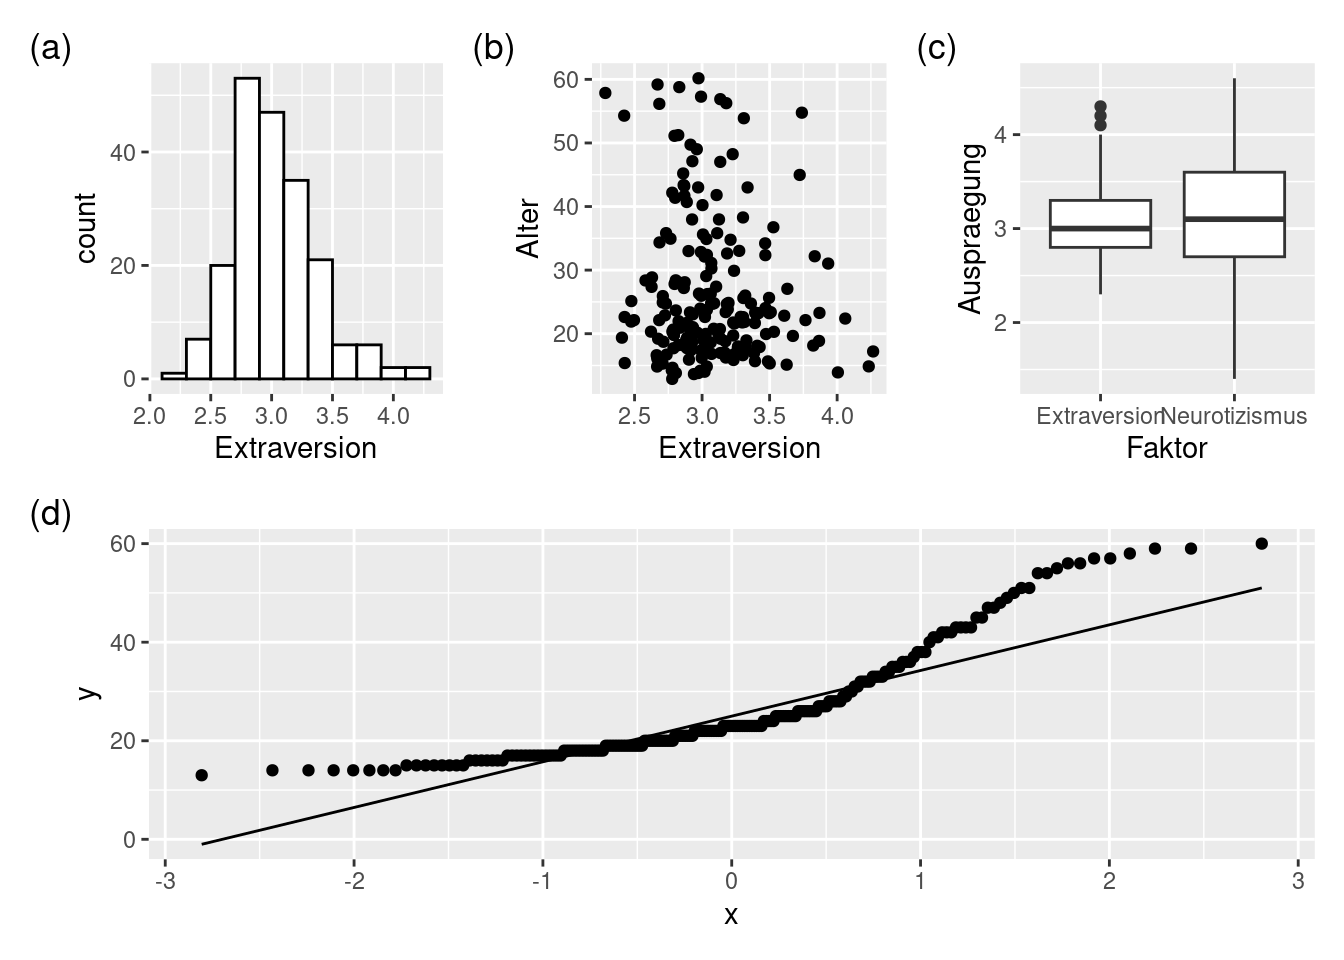 (a)
count
40
20
0
2.0 2.5 3.0 3.5 4.0
Extraversion
(b)
Alter
60
50
40
30
20
2.5 3.0 3.5 4.0
Extraversion
(c)
Auspraegung
4
3
2
Extraversion Neurotizismus
Faktor
(d)
y
60
40
20
0
-3 -2 -1 0 1 2 3
x